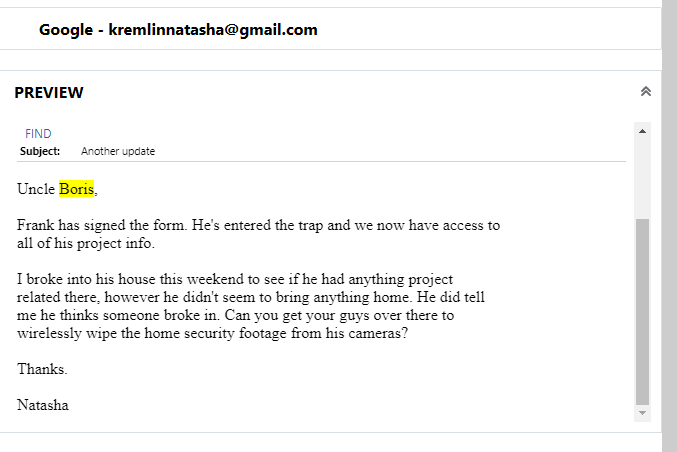 Google - kremlinnatasha@gmail.com
PREVIEW
FIND
Subject: Another update
Uncle Boris,
Frank has signed the form. He's entered the trap and we now have access to
all of his project info.
I broke into his house this weekend to see if he had anything project
related there, however he didn't seem to bring anything home. He did tell
me he thinks someone broke in. Can you get your guys over there to
wirelessly wipe the home security footage from his cameras?
Thanks.
Natasha